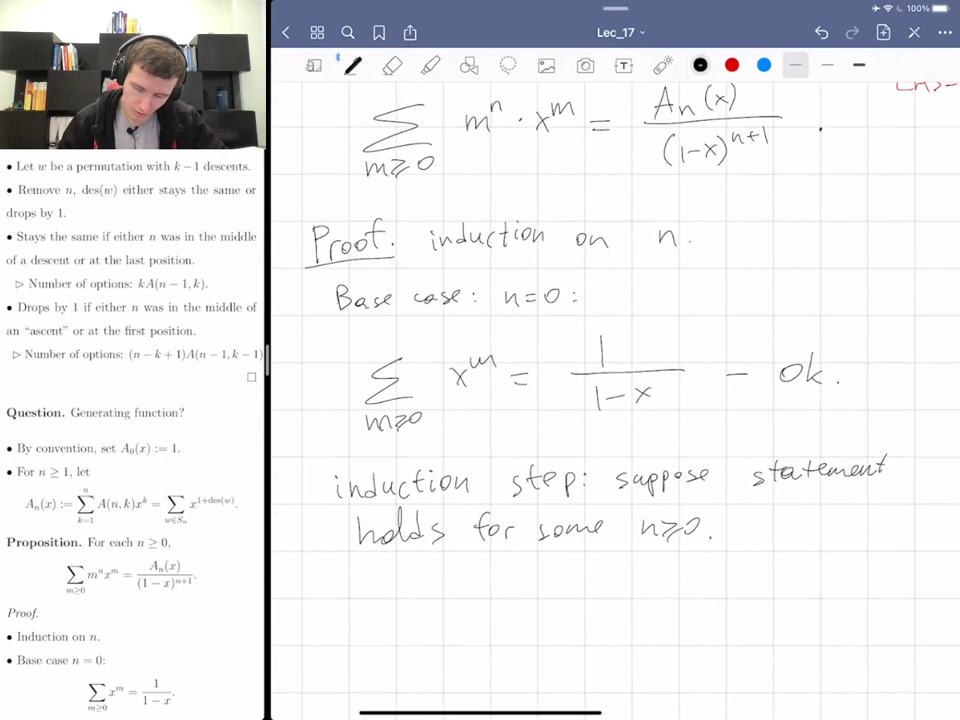 100%
Lec_17
• Let w be a permutation with k − 1 descents.
• Remove n, des(w) either stays the same or
drops by 1.
• Stays the same if either n was in the middle
of a descent or at the last position.
▷ Number of options: kA(n − 1, k).
• Drops by 1 if either n was in the middle of
an “ascent” or at the first position.
▷ Number of options: (n − k + 1)A(n − 1, k − 1)
□
Question. Generating function?
• By convention, set A₀(x) := 1.
• For n ≥ 1, let
Aₙ(x) := ∑_{k=1}^{n} A(n, k)x^k = ∑_{w∈Sₙ} x^{1+des(w)}.
Proposition. For each n ≥ 0,
∑_{m≥0} m^n x^m = Aₙ(x) / (1 − x)^{n+1}.
Proof.
• Induction on n.
• Base case n = 0:
∑_{m≥0} x^m = 1 / (1 − x).
∑_{m≥0} m^n · x^m = Aₙ(x) / (1-x)^{n+1} .
Proof. induction on n.
Base case: n=0:
∑_{m≥0} x^m = 1 / (1-x) - ok.
induction step: suppose statement
holds for some n≥0.